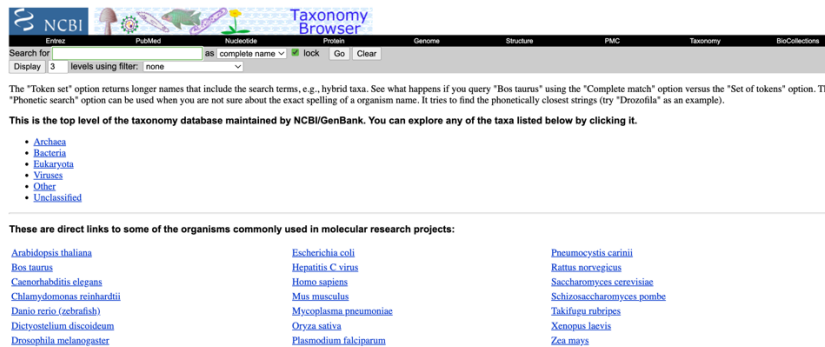 NCBI
Taxonomy
Browser
Entrez PubMed Nucleotide Protein Genome Structure PMC Taxonomy BioCollections
Search for as complete name lock Go Clear
Display 3 levels using filter: none
The "Token set" option returns longer names that include the search terms, e.g., hybrid taxa. See what happens if you query "Bos taurus" using the "Complete match" option versus the "Set of tokens" option. Th
"Phonetic search" option can be used when you are not sure about the exact spelling of a organism name. It tries to find the phonetically closest strings (try "Drozofila" as an example).
This is the top level of the taxonomy database maintained by NCBI/GenBank. You can explore any of the taxa listed below by clicking it.
Archaea
Bacteria
Eukaryota
Viruses
Other
Unclassified
These are direct links to some of the organisms commonly used in molecular research projects:
Arabidopsis thaliana Escherichia coli Pneumocystis carinii
Bos taurus Hepatitis C virus Rattus norvegicus
Caenorhabditis elegans Homo sapiens Saccharomyces cerevisiae
Chlamydomonas reinhardtii Mus musculus Schizosaccharomyces pombe
Danio rerio (zebrafish) Mycoplasma pneumoniae Takifugu rubripes
Dictyostelium discoideum Oryza sativa Xenopus laevis
Drosophila melanogaster Plasmodium falciparum Zea mays